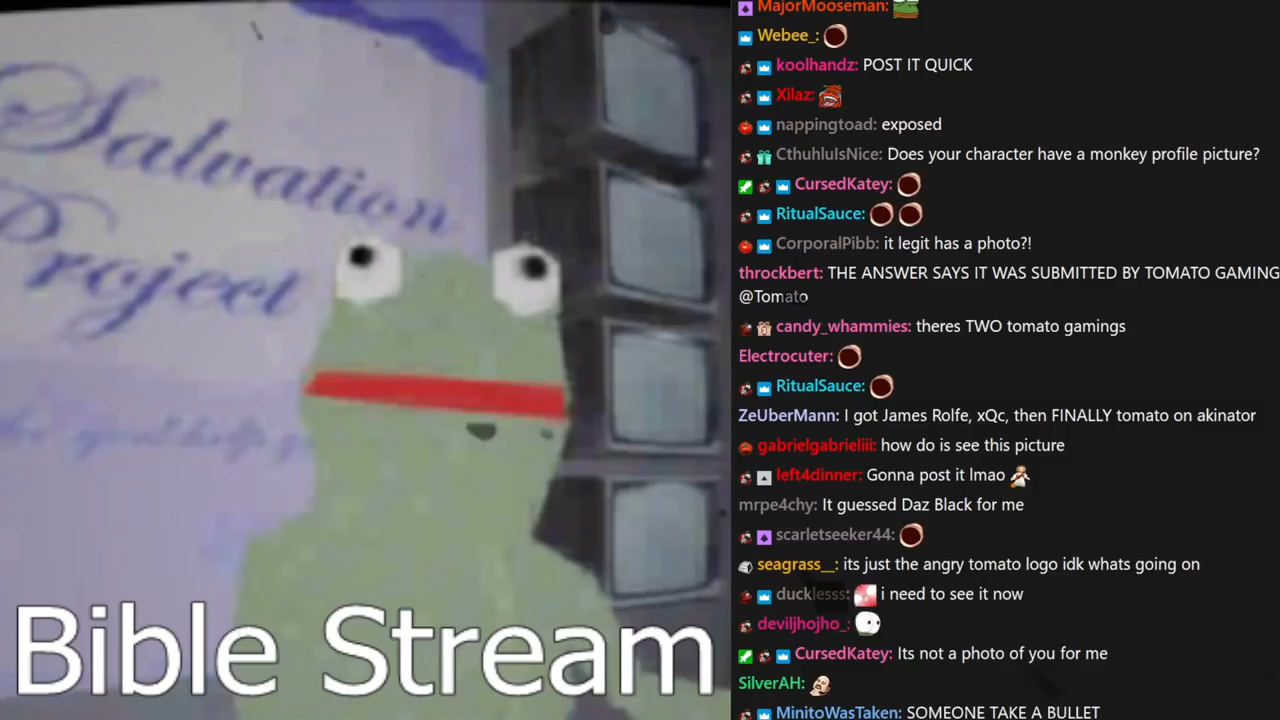 Salvation
Project
Bible Stream
MajorMooseman:
Webee_:
koolhandz: POST IT QUICK
Xilaz:
nappingtoad: exposed
CthuhluIsNice: Does your character have a monkey profile picture?
CursedKatey:
RitualSauce:
CorporalPibb: it legit has a photo?!
throckbert: THE ANSWER SAYS IT WAS SUBMITTED BY TOMATO GAMING
@Tomato
candy_whammies: theres TWO tomato gamings
Electrocuter:
RitualSauce:
ZeUberMann: I got James Rolfe, xQc, then FINALLY tomato on akinator
gabrielgabrieliii: how do is see this picture
left4dinner: Gonna post it lmao
mrpe4chy: It guessed Daz Black for me
scarletseeker44:
seagrass__: its just the angry tomato logo idk whats going on
ducklesss: i need to see it now
deviljhojho_:
CursedKatey: Its not a photo of you for me
SilverAH:
MinitoWasTaken: SOMEONE TAKE A BULLET